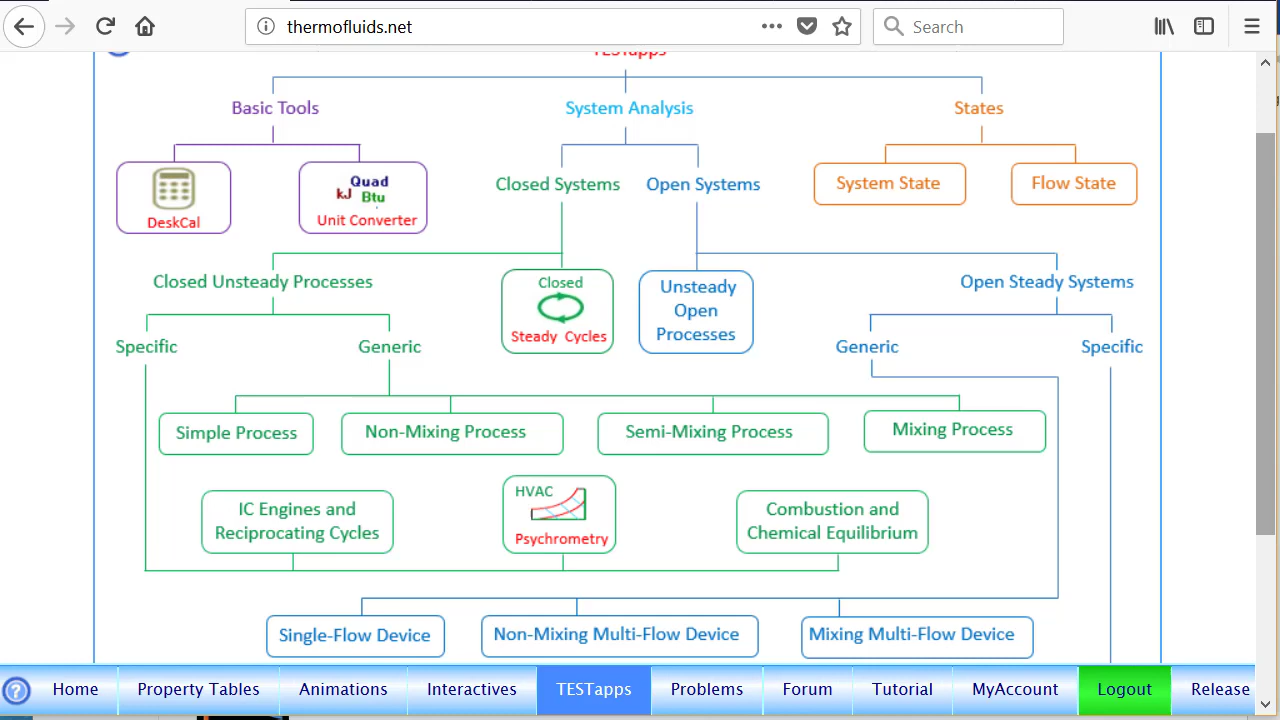 thermofluids.net
Search
TESTapps
Basic Tools
System Analysis
States
DeskCal
Quad
kJ Btu
Unit Converter
Closed Systems
Open Systems
System State
Flow State
Closed Unsteady Processes
Closed
Steady Cycles
Unsteady
Open
Processes
Open Steady Systems
Specific
Generic
Generic
Specific
Simple Process
Non-Mixing Process
Semi-Mixing Process
Mixing Process
IC Engines and
Reciprocating Cycles
HVAC
Psychrometry
Combustion and
Chemical Equilibrium
Single-Flow Device
Non-Mixing Multi-Flow Device
Mixing Multi-Flow Device
? Home Property Tables Animations Interactives TESTapps Problems Forum Tutorial MyAccount Logout Release